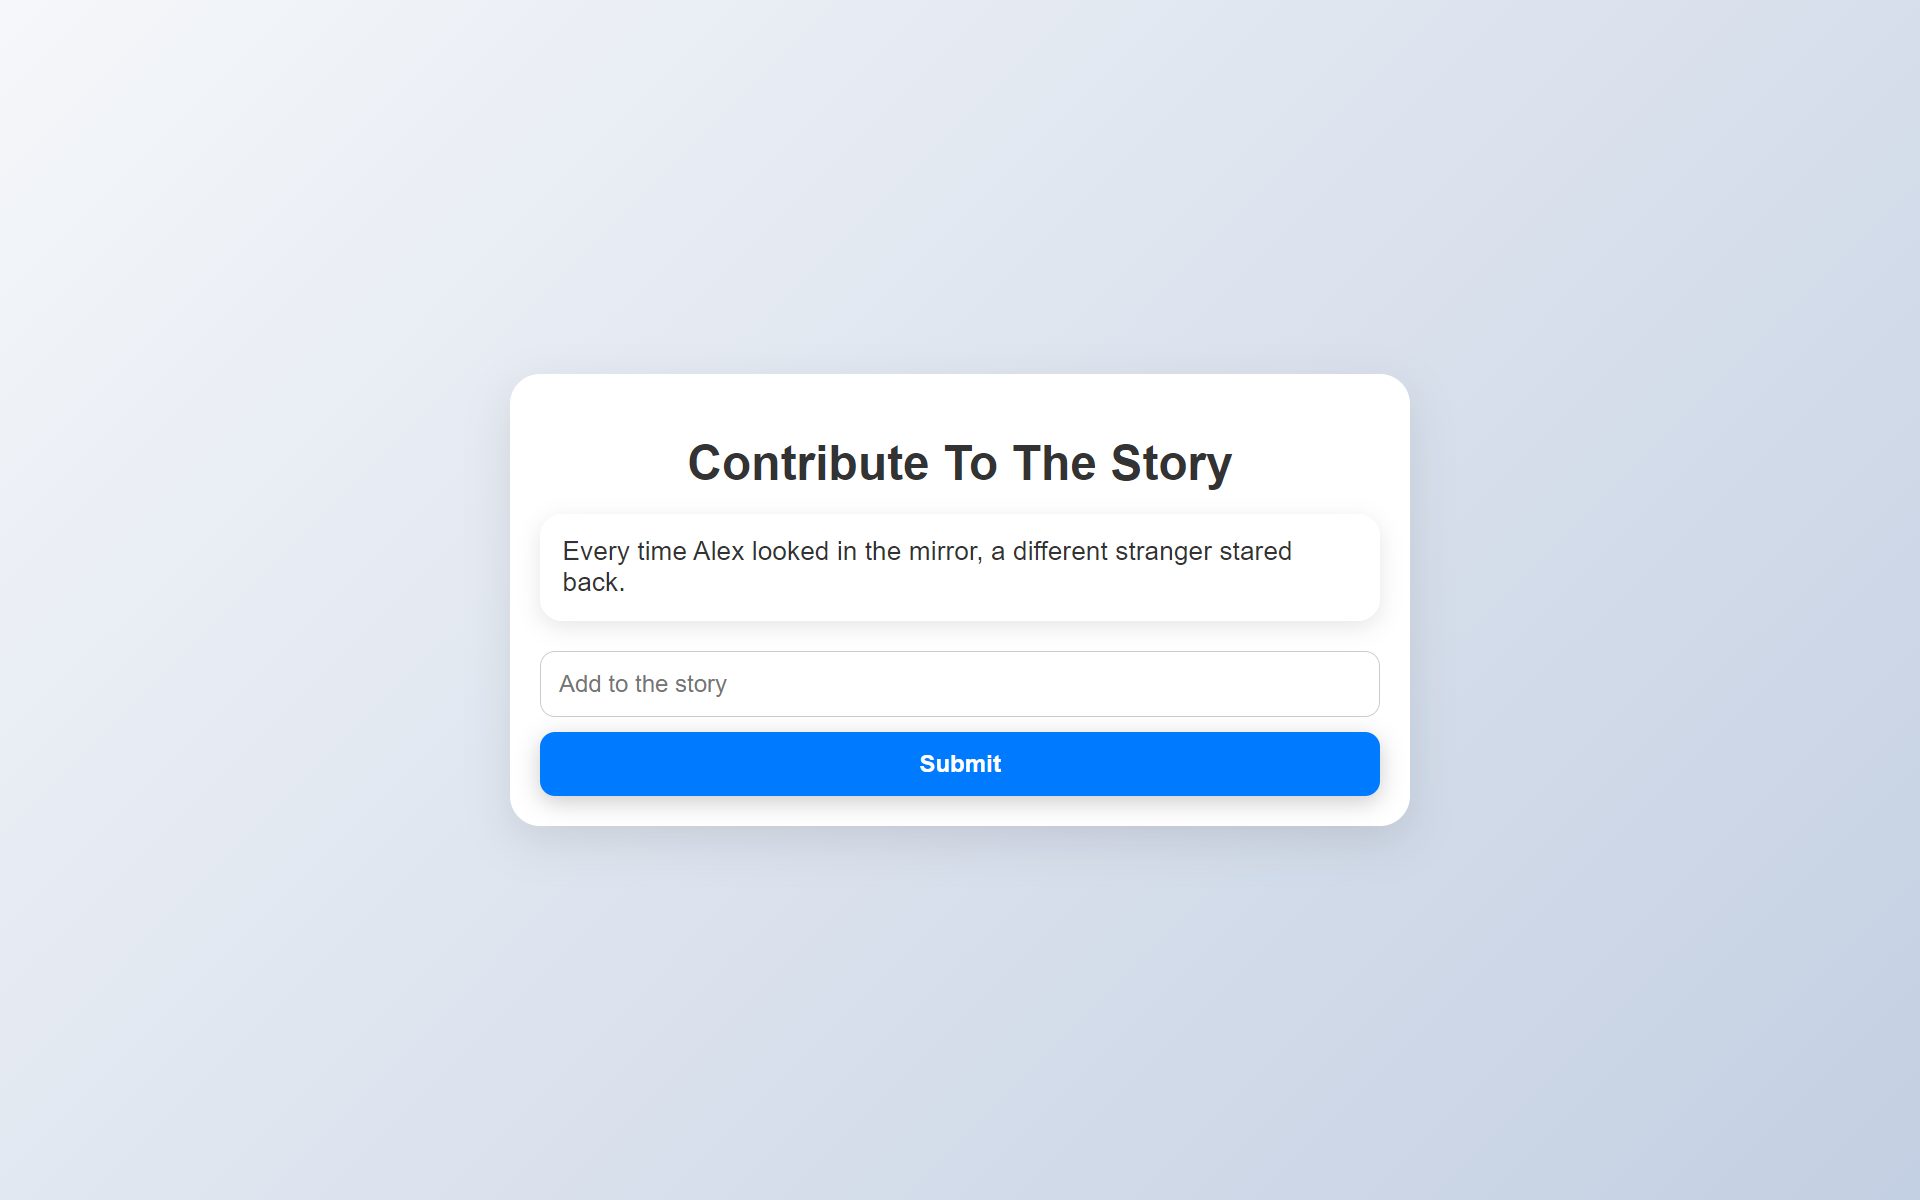 Contribute To The Story
Every time Alex looked in the mirror, a different stranger stared
back.
Add to the story
Submit